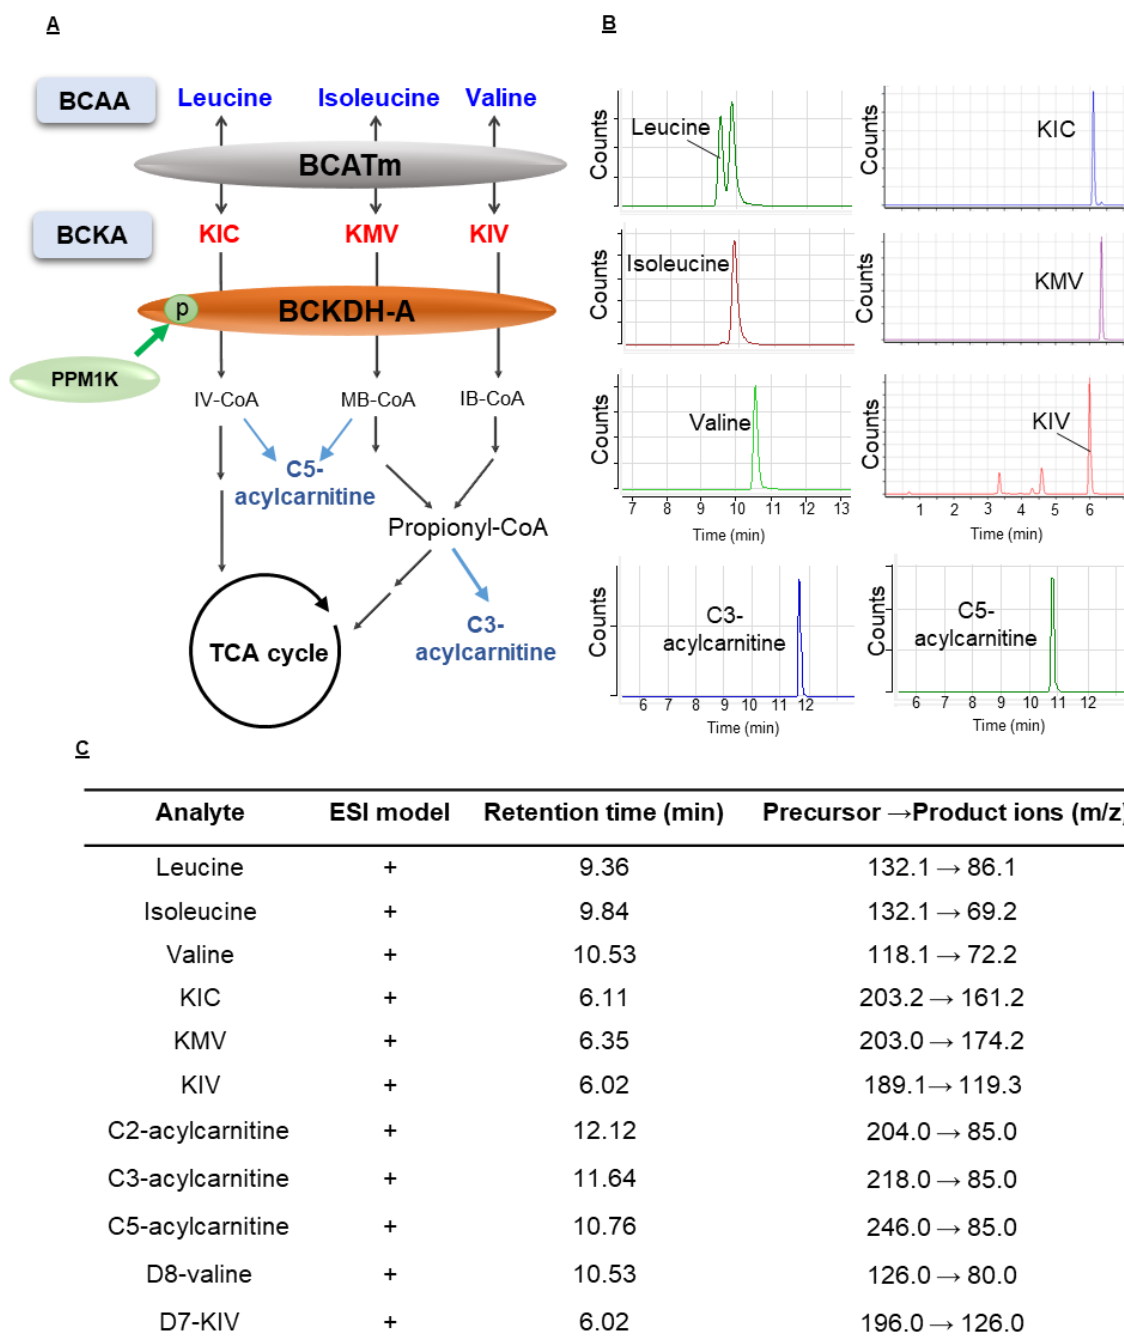 A
BCAA
Leucine Isoleucine Valine
BCATm
BCKA
KIC KMV KIV
p
BCKDH-A
PPM1K
IV-CoA MB-CoA IB-CoA
C5-
acylcarnitine
Propionyl-CoA
C3-
acylcarnitine
TCA cycle
B
Counts
Leucine
Counts
KIC
Counts
Isoleucine
Counts
KMV
Counts
Valine
7 8 9 10 11 12 13
Time (min)
Counts
KIV
1 2 3 4 5 6 7
Time (min)
Counts
C3-
acylcarnitine
6 7 8 9 10 11 12
Time (min)
Counts
C5-
acylcarnitine
6 7 8 9 10 11 12
Time (min)
C
Analyte ESI model Retention time (min) Precursor →Product ions (m/z)
Leucine + 9.36 132.1 → 86.1
Isoleucine + 9.84 132.1 → 69.2
Valine + 10.53 118.1 → 72.2
KIC + 6.11 203.2 → 161.2
KMV + 6.35 203.0 → 174.2
KIV + 6.02 189.1→ 119.3
C2-acylcarnitine + 12.12 204.0 → 85.0
C3-acylcarnitine + 11.64 218.0 → 85.0
C5-acylcarnitine + 10.76 246.0 → 85.0
D8-valine + 10.53 126.0 → 80.0
D7-KIV + 6.02 196.0 → 126.0